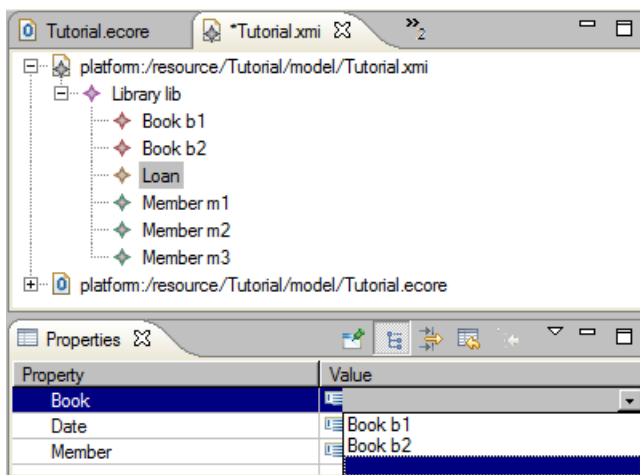 Tutorial.ecore *Tutorial.xmi »2
platform:/resource/Tutorial/model/Tutorial.xmi
Library lib
Book b1
Book b2
Loan
Member m1
Member m2
Member m3
platform:/resource/Tutorial/model/Tutorial.ecore
Properties
Property Value
Book
Date Book b1
Member Book b2